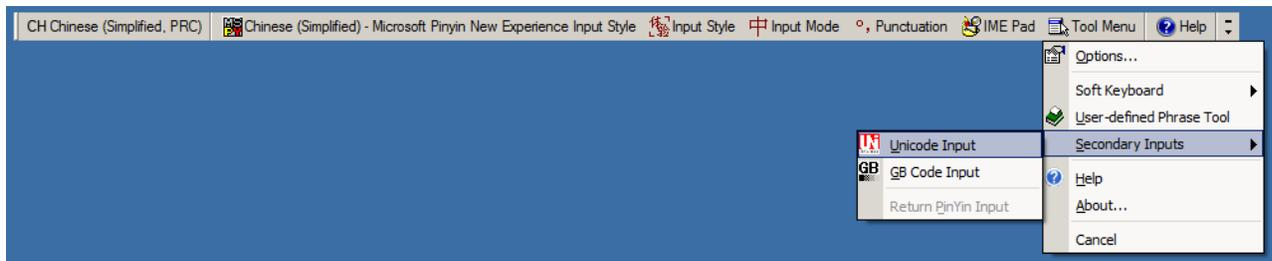 CH Chinese (Simplified, PRC) Chinese (Simplified) - Microsoft Pinyin New Experience Input Style Input Style 中 Input Mode °, Punctuation IME Pad Tool Menu Help
Options...
Soft Keyboard
User-defined Phrase Tool
Secondary Inputs
Help
About...
Cancel
Unicode Input
GB GB Code Input
Return PinYin Input